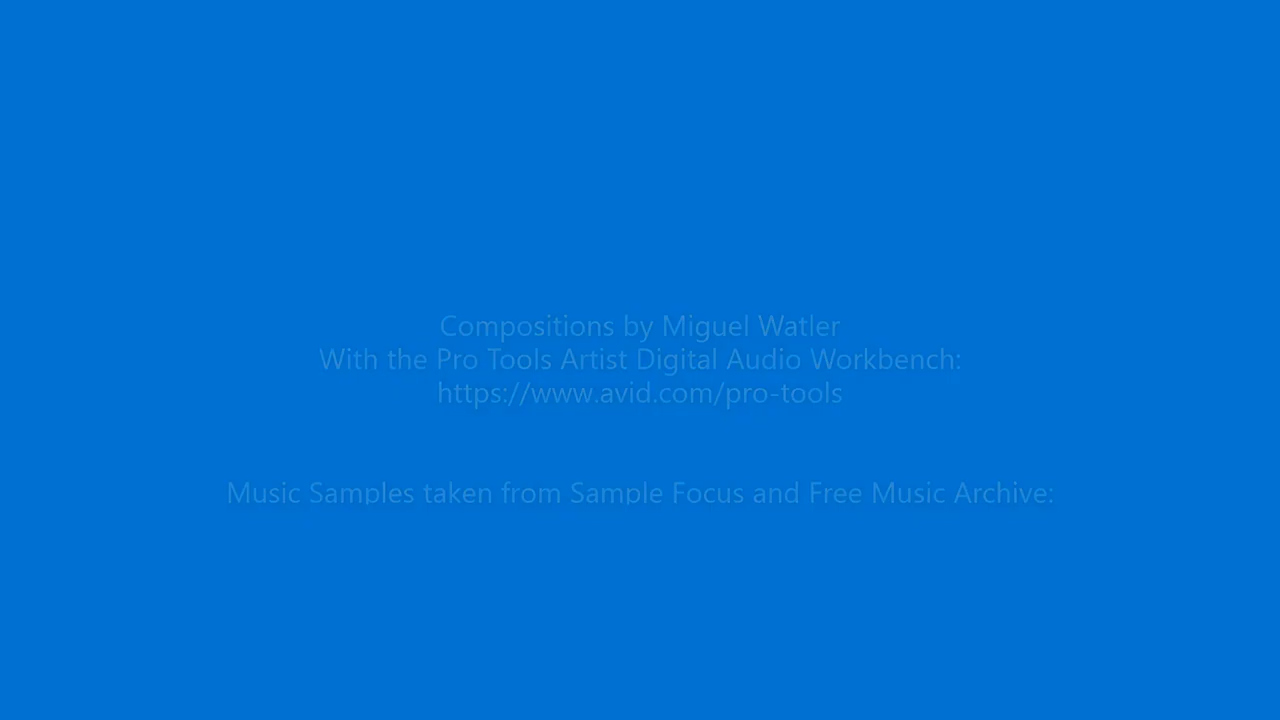 Compositions by Miguel Watler
With the Pro Tools Artist Digital Audio Workbench:
https://www.avid.com/pro-tools
Music Samples taken from Sample Focus and Free Music Archive: